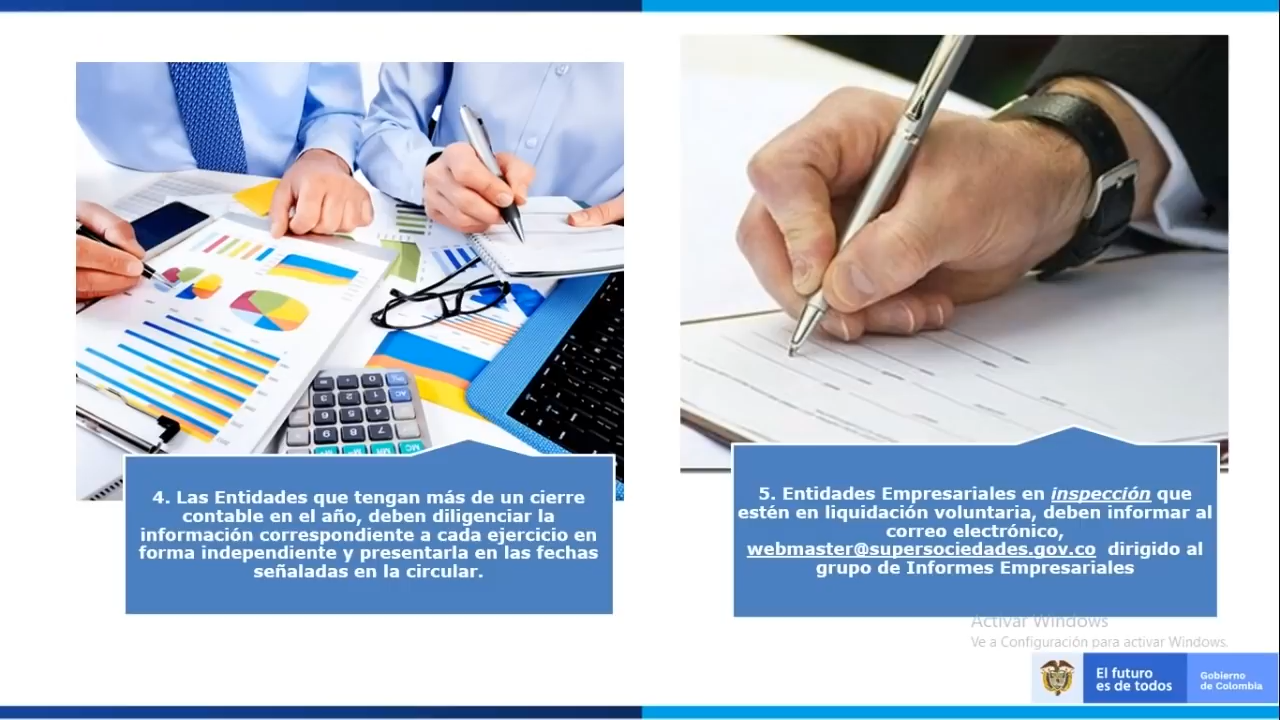 4. Las Entidades que tengan más de un cierre
contable en el año, deben diligenciar la
información correspondiente a cada ejercicio en
forma independiente y presentarla en las fechas
señaladas en la circular.
5. Entidades Empresariales en inspección que
estén en liquidación voluntaria, deben informar al
correo electrónico,
webmaster@supersociedades.gov.co dirigido al
grupo de Informes Empresariales
Activar Windows
Ve a Configuración para activar Windows.
El futuro
es de todos
Gobierno
de Colombia